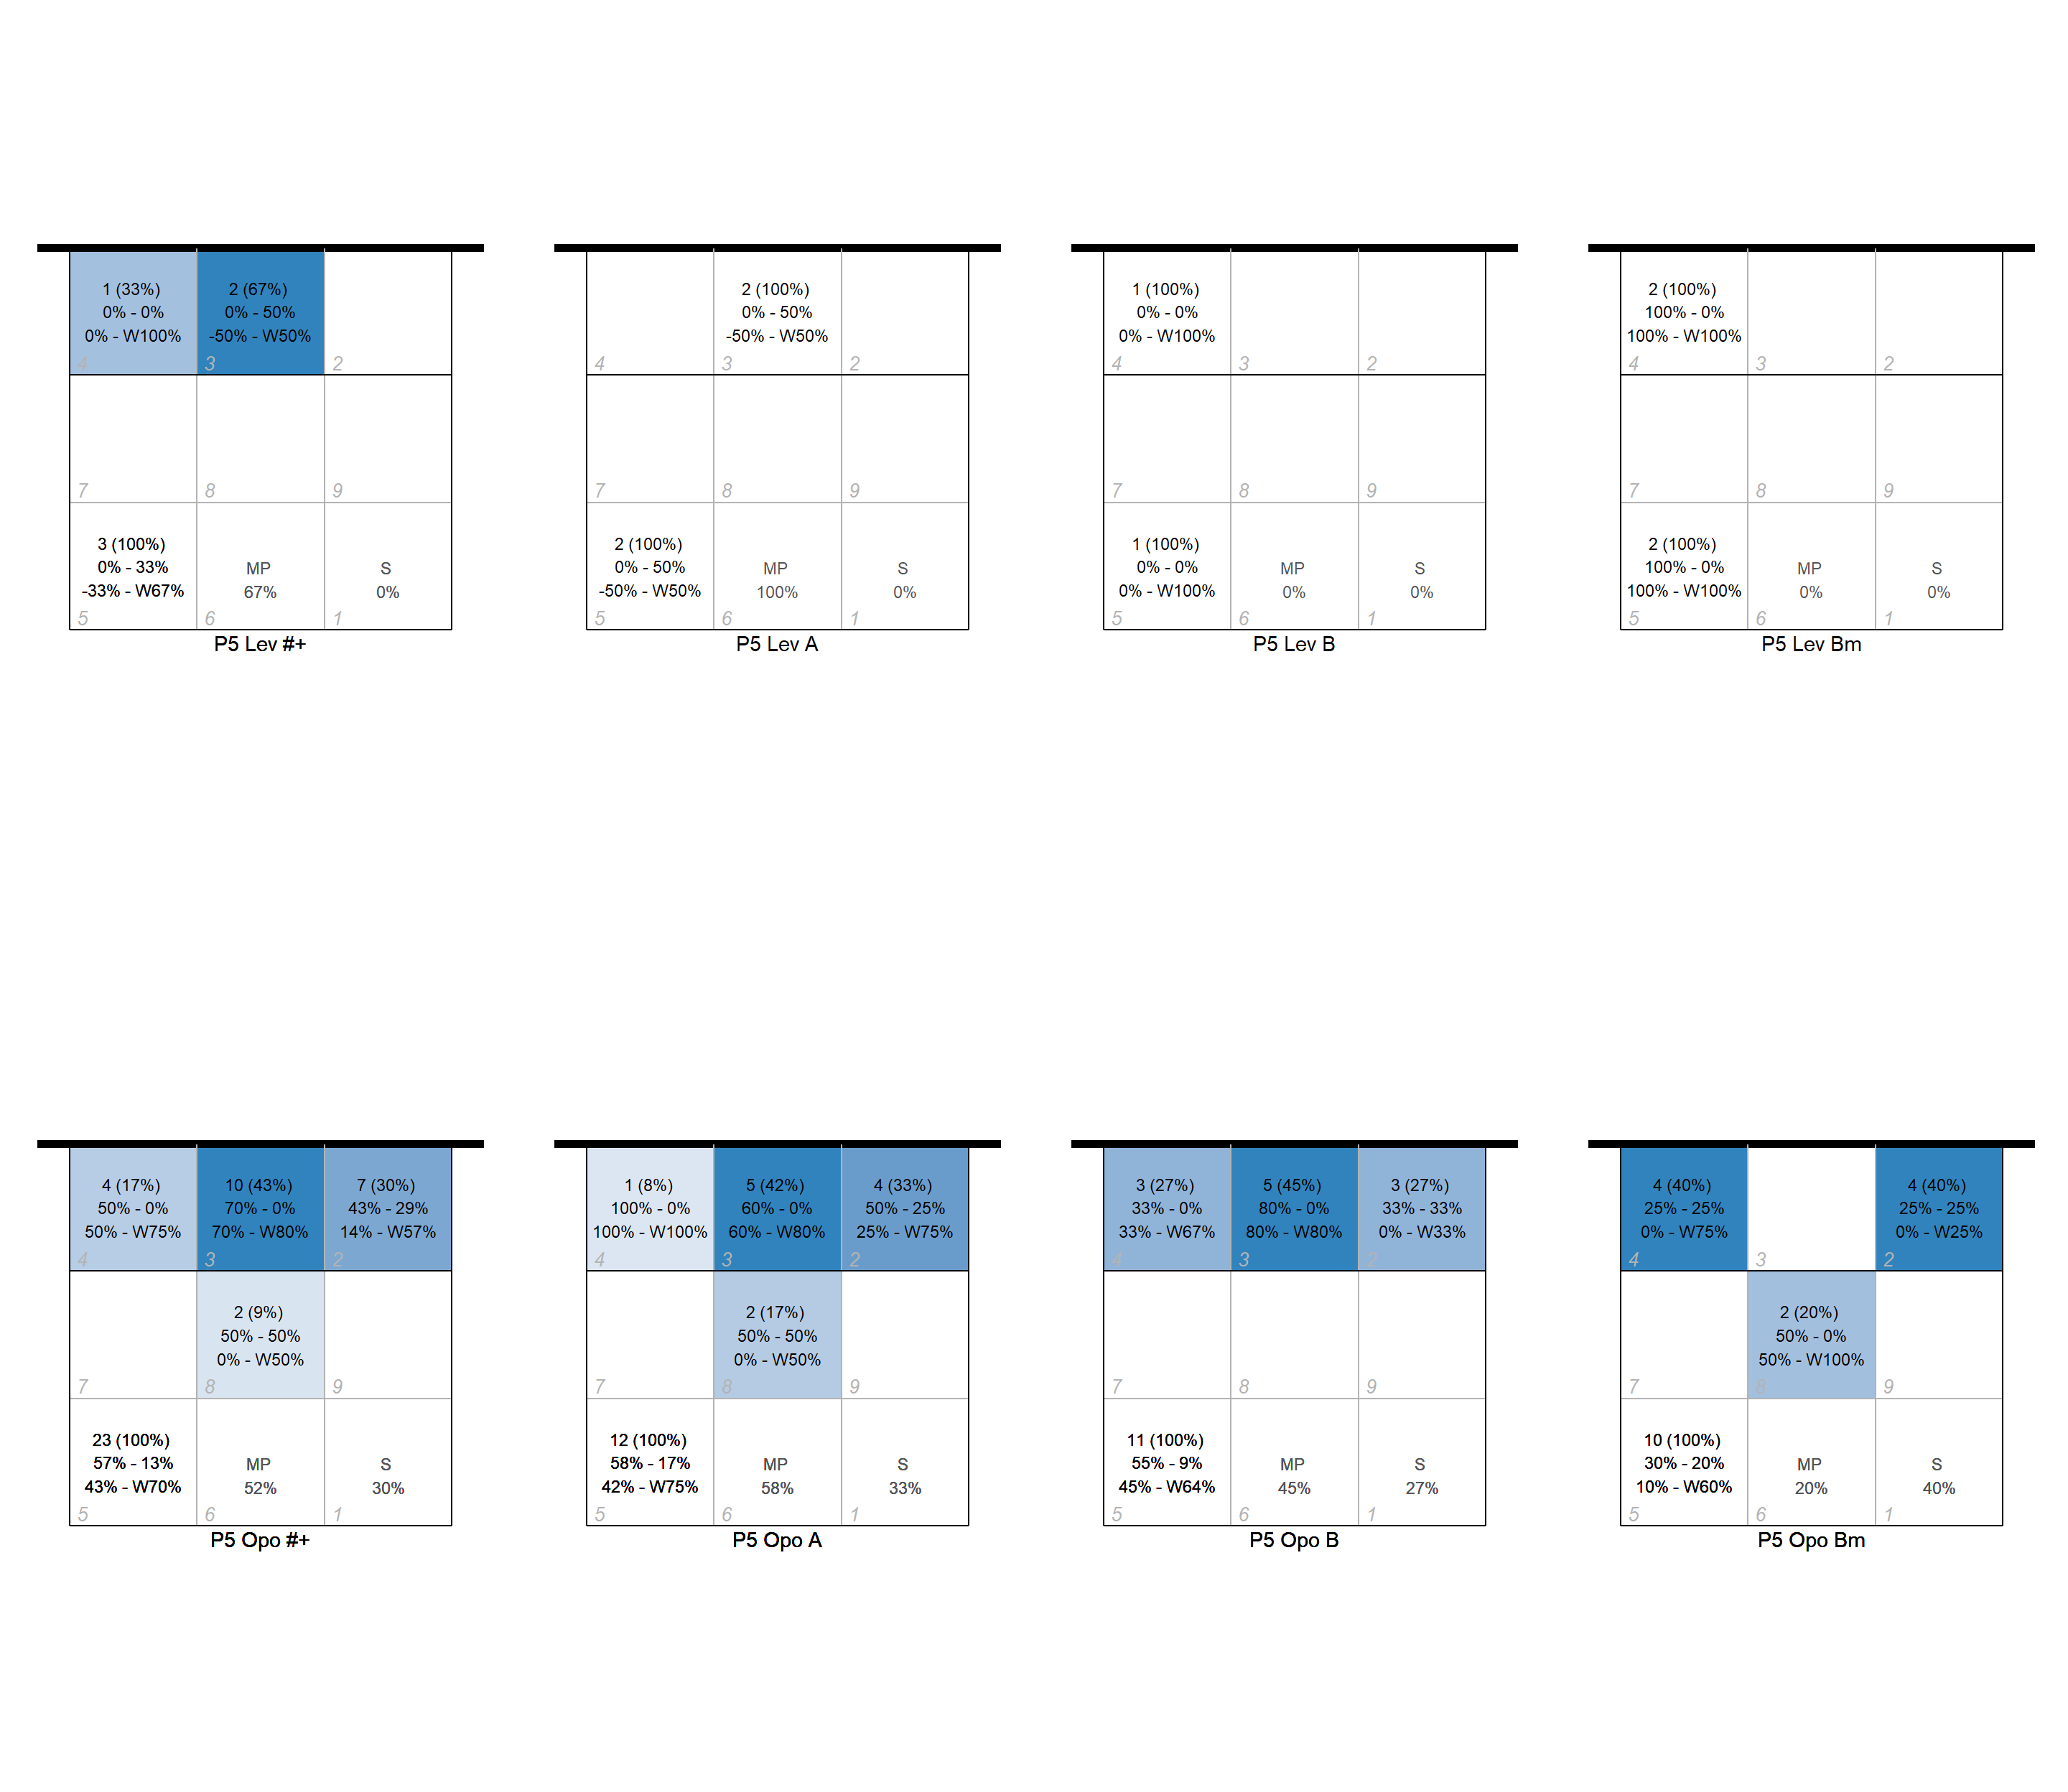 1 (33%)
0% - 0%
0% - W100%
4
2 (67%)
0% - 50%
-50% - W50%
3
2
7
8
9
3 (100%)
0% - 33%
-33% - W67%
5
MP
67%
6
S
0%
1
P5 Lev #+
4
2 (100%)
0% - 50%
-50% - W50%
3
2
7
8
9
2 (100%)
0% - 50%
-50% - W50%
5
MP
100%
6
S
0%
1
P5 Lev A
1 (100%)
0% - 0%
0% - W100%
4
3
2
7
8
9
1 (100%)
0% - 0%
0% - W100%
5
MP
0%
6
S
0%
1
P5 Lev B
2 (100%)
100% - 0%
100% - W100%
4
3
2
7
8
9
2 (100%)
100% - 0%
100% - W100%
5
MP
0%
6
S
0%
1
P5 Lev Bm
4 (17%)
50% - 0%
50% - W75%
4
10 (43%)
70% - 0%
70% - W80%
3
7 (30%)
43% - 29%
14% - W57%
2
7
2 (9%)
50% - 50%
0% - W50%
8
9
23 (100%)
57% - 13%
43% - W70%
5
MP
52%
6
S
30%
1
P5 Opo #+
1 (8%)
100% - 0%
100% - W100%
4
5 (42%)
60% - 0%
60% - W80%
3
4 (33%)
50% - 25%
25% - W75%
2
7
2 (17%)
50% - 50%
0% - W50%
8
9
12 (100%)
58% - 17%
42% - W75%
5
MP
58%
6
S
33%
1
P5 Opo A
3 (27%)
33% - 0%
33% - W67%
4
5 (45%)
80% - 0%
80% - W80%
3
3 (27%)
33% - 33%
0% - W33%
2
7
8
9
11 (100%)
55% - 9%
45% - W64%
5
MP
45%
6
S
27%
1
P5 Opo B
4 (40%)
25% - 25%
0% - W75%
4
3
4 (40%)
25% - 25%
0% - W25%
2
7
2 (20%)
50% - 0%
50% - W100%
8
9
10 (100%)
30% - 20%
10% - W60%
5
MP
20%
6
S
40%
1
P5 Opo Bm